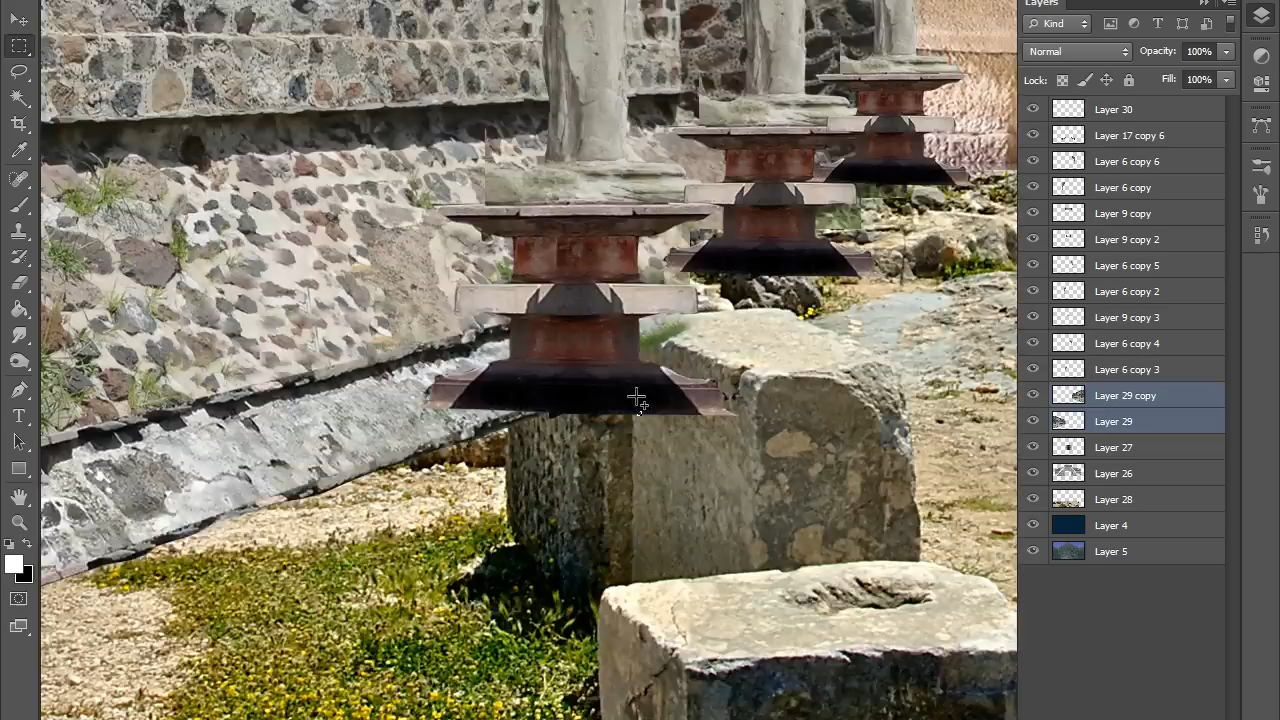 Layers
Kind
Normal Opacity: 100%
Lock: Fill: 100%
Layer 30
Layer 17 copy 6
Layer 6 copy 6
Layer 6 copy
Layer 9 copy
Layer 9 copy 2
Layer 6 copy 5
Layer 6 copy 2
Layer 9 copy 3
Layer 6 copy 4
Layer 6 copy 3
Layer 29 copy
Layer 29
Layer 27
Layer 26
Layer 28
Layer 4
Layer 5